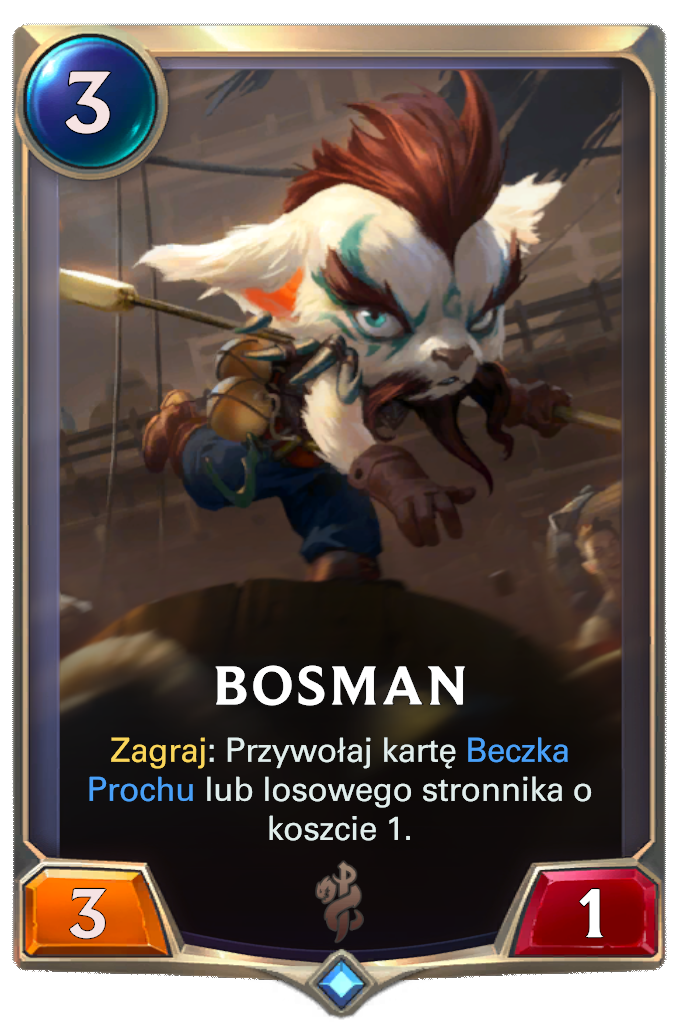 3
BOSMAN
Zagraj: Przywołaj kartę Beczka
Prochu lub losowego stronnika o
koszcie 1.
3
1